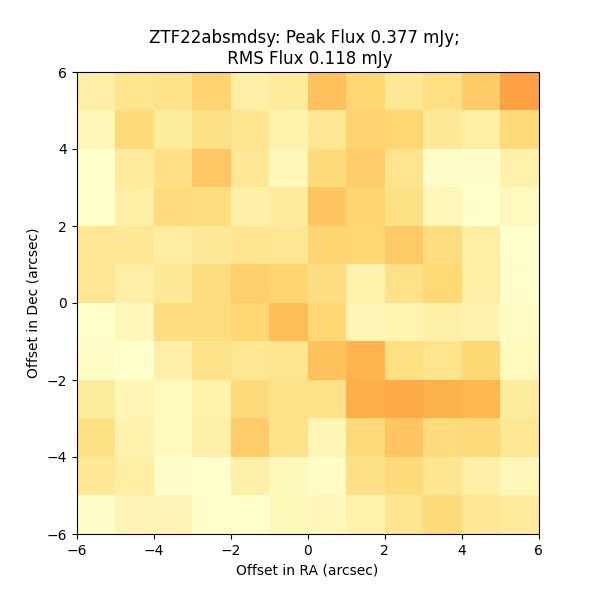 ZTF22absmdsy: Peak Flux 0.377 mJy;
RMS Flux 0.118 mJy
6
4
2
0
−2
−4
−6
Offset in Dec (arcsec)
−6 −4 −2 0 2 4 6
Offset in RA (arcsec)